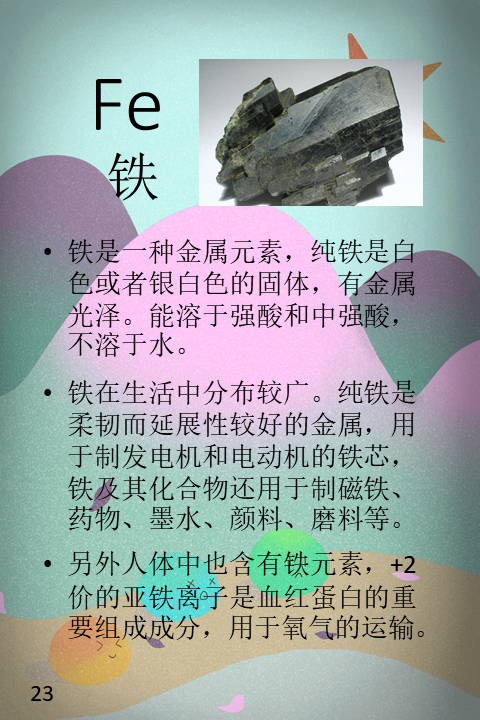 Fe
铁
• 铁是一种金属元素，纯铁是白
色或者银白色的固体，有金属
光泽。能溶于强酸和中强酸，
不溶于水。
• 铁在生活中分布较广。纯铁是
柔韧而延展性较好的金属，用
于制发电机和电动机的铁芯，
铁及其化合物还用于制磁铁、
药物、墨水、颜料、磨料等。
• 另外人体中也含有铁元素，+2
价的亚铁离子是血红蛋白的重
要组成成分，用于氧气的运输。
23